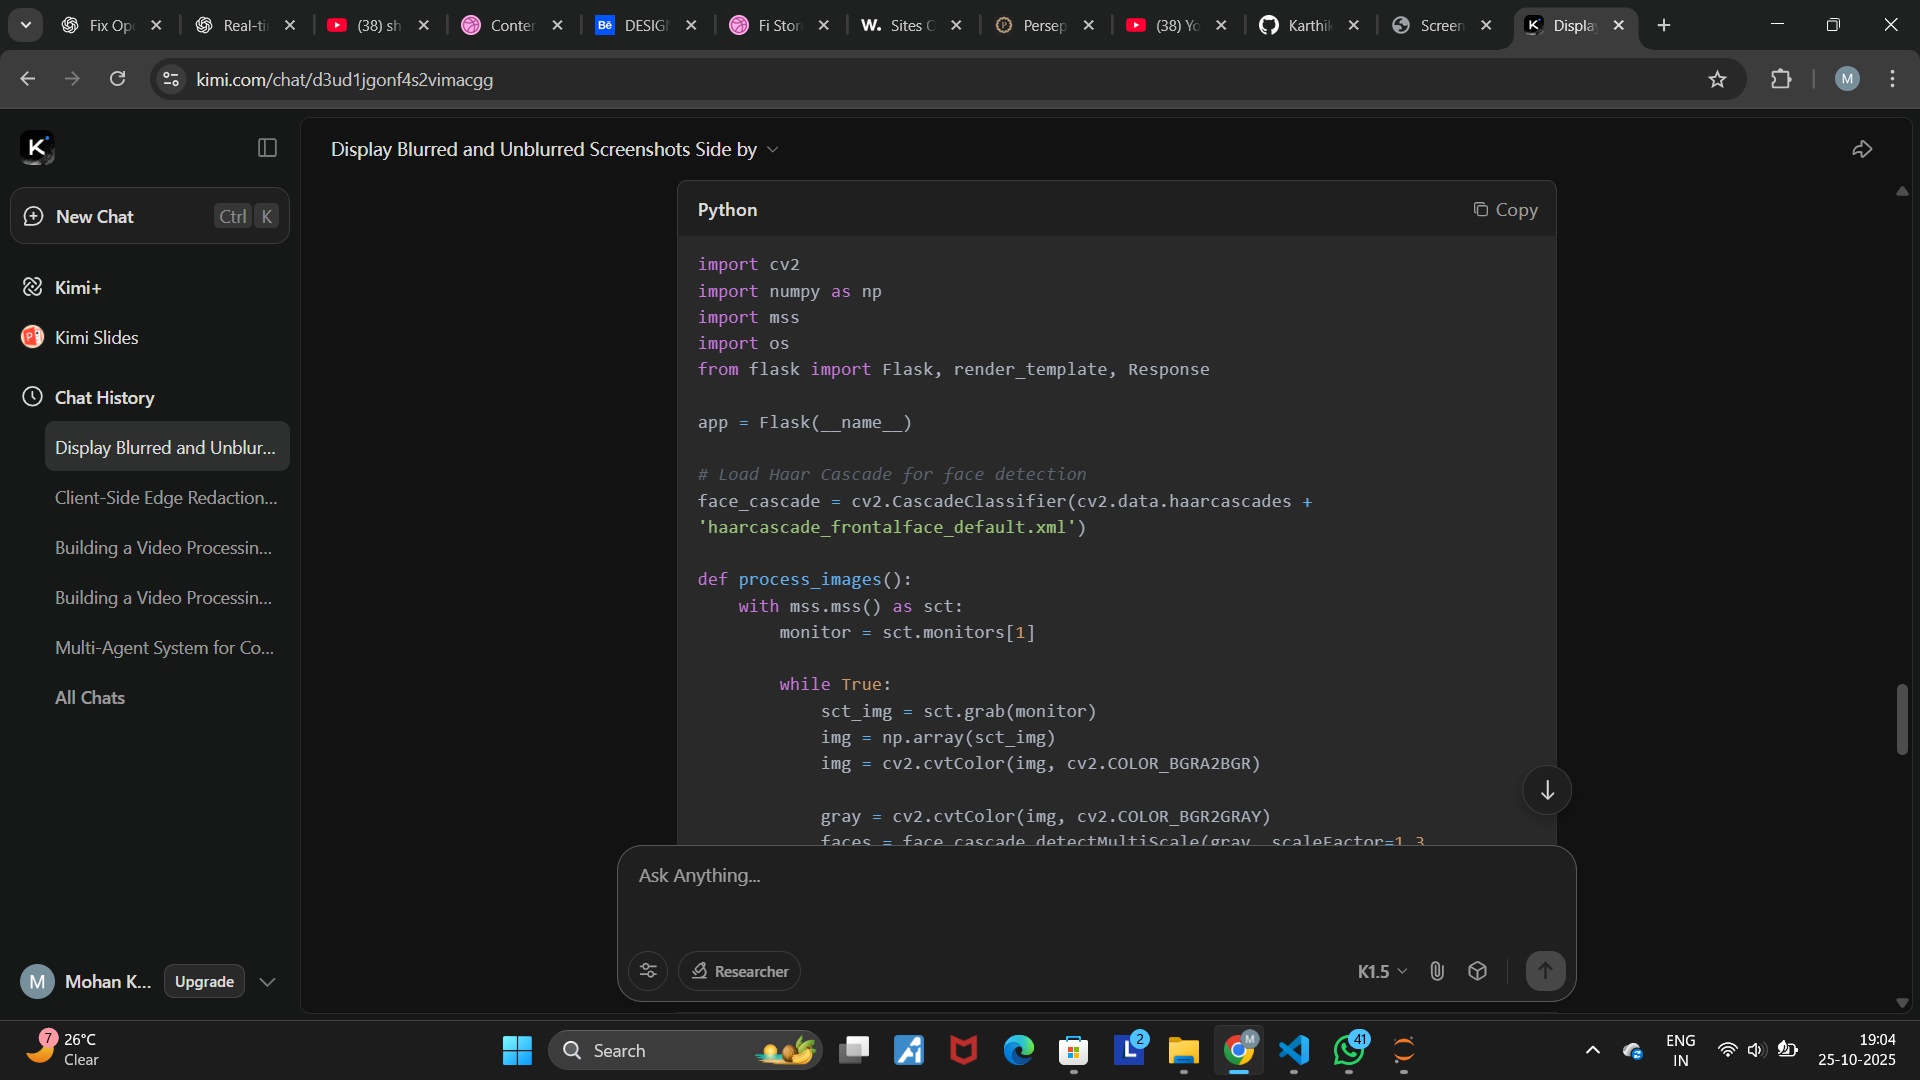 Fix Op
Real-ti
(38) sh
Conter
Bē
DESIGI
Fi Stor
W.
Sites C
Persep
(38) Yo
Karthik
Screen
Displa
kimi.com/chat/d3ud1jgonf4s2vimacgg
M
K
Display Blurred and Unblurred Screenshots Side by
New Chat
Ctrl K
Kimi+
Kimi Slides
Chat History
Display Blurred and Unblur...
Client-Side Edge Redaction...
Building a Video Processin...
Building a Video Processin...
Multi-Agent System for Co...
All Chats
M
Mohan K...
Upgrade
Python
Copy
import cv2
import numpy as np
import mss
import os
from flask import Flask, render_template, Response
app = Flask(__name__)
# Load Haar Cascade for face detection
face_cascade = cv2.CascadeClassifier(cv2.data.haarcascades +
'haarcascade_frontalface_default.xml')
def process_images():
with mss.mss() as sct:
monitor = sct.monitors[1]
while True:
sct_img = sct.grab(monitor)
img = np.array(sct_img)
img = cv2.cvtColor(img, cv2.COLOR_BGRA2BGR)
gray = cv2.cvtColor(img, cv2.COLOR_BGR2GRAY)
faces = face_cascade.detectMultiScale(gray, scaleFactor=1.3
Ask Anything...
Researcher
K1.5
7
26°C
Clear
Search
L
2
M
41
ENG
IN
19:04
25-10-2025